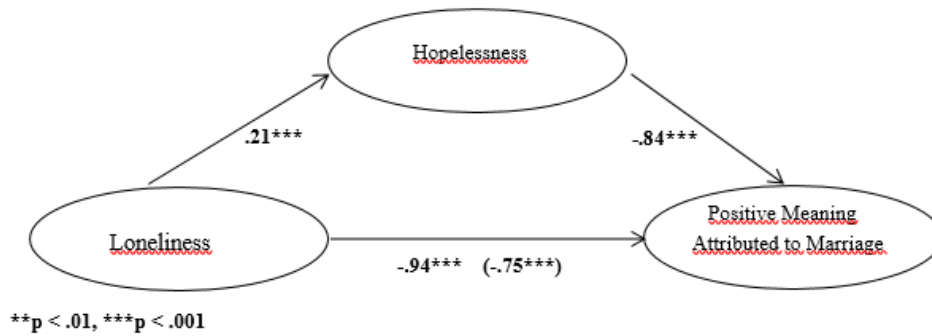 Hopelessness
.21***
-.84***
Loneliness
Positive Meaning
Attributed to Marriage
-.94*** (-.75***)
**p < .01, ***p < .001